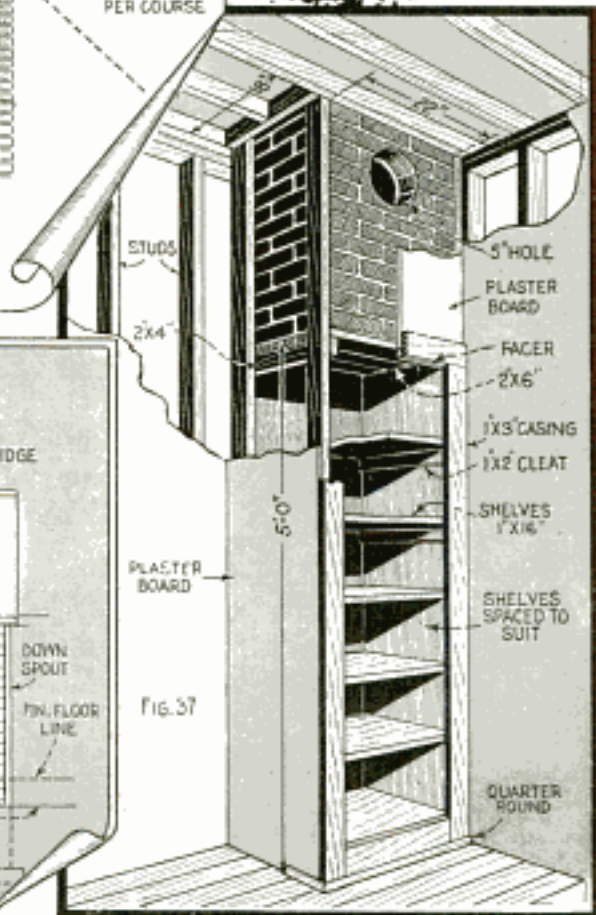 PER COURSE
STUDS
2"X4"
5" HOLE
PLASTER
BOARD
FACER
2"X6"
1"X3" CASING
1"X2" CLEAT
SHELVES
1"X16"
5'-0"
PLASTER
BOARD
SHELVES
SPACED TO
SUIT
FIG. 37
DOWN
SPOUT
FIN. FLOOR
LINE
QUARTER
ROUND